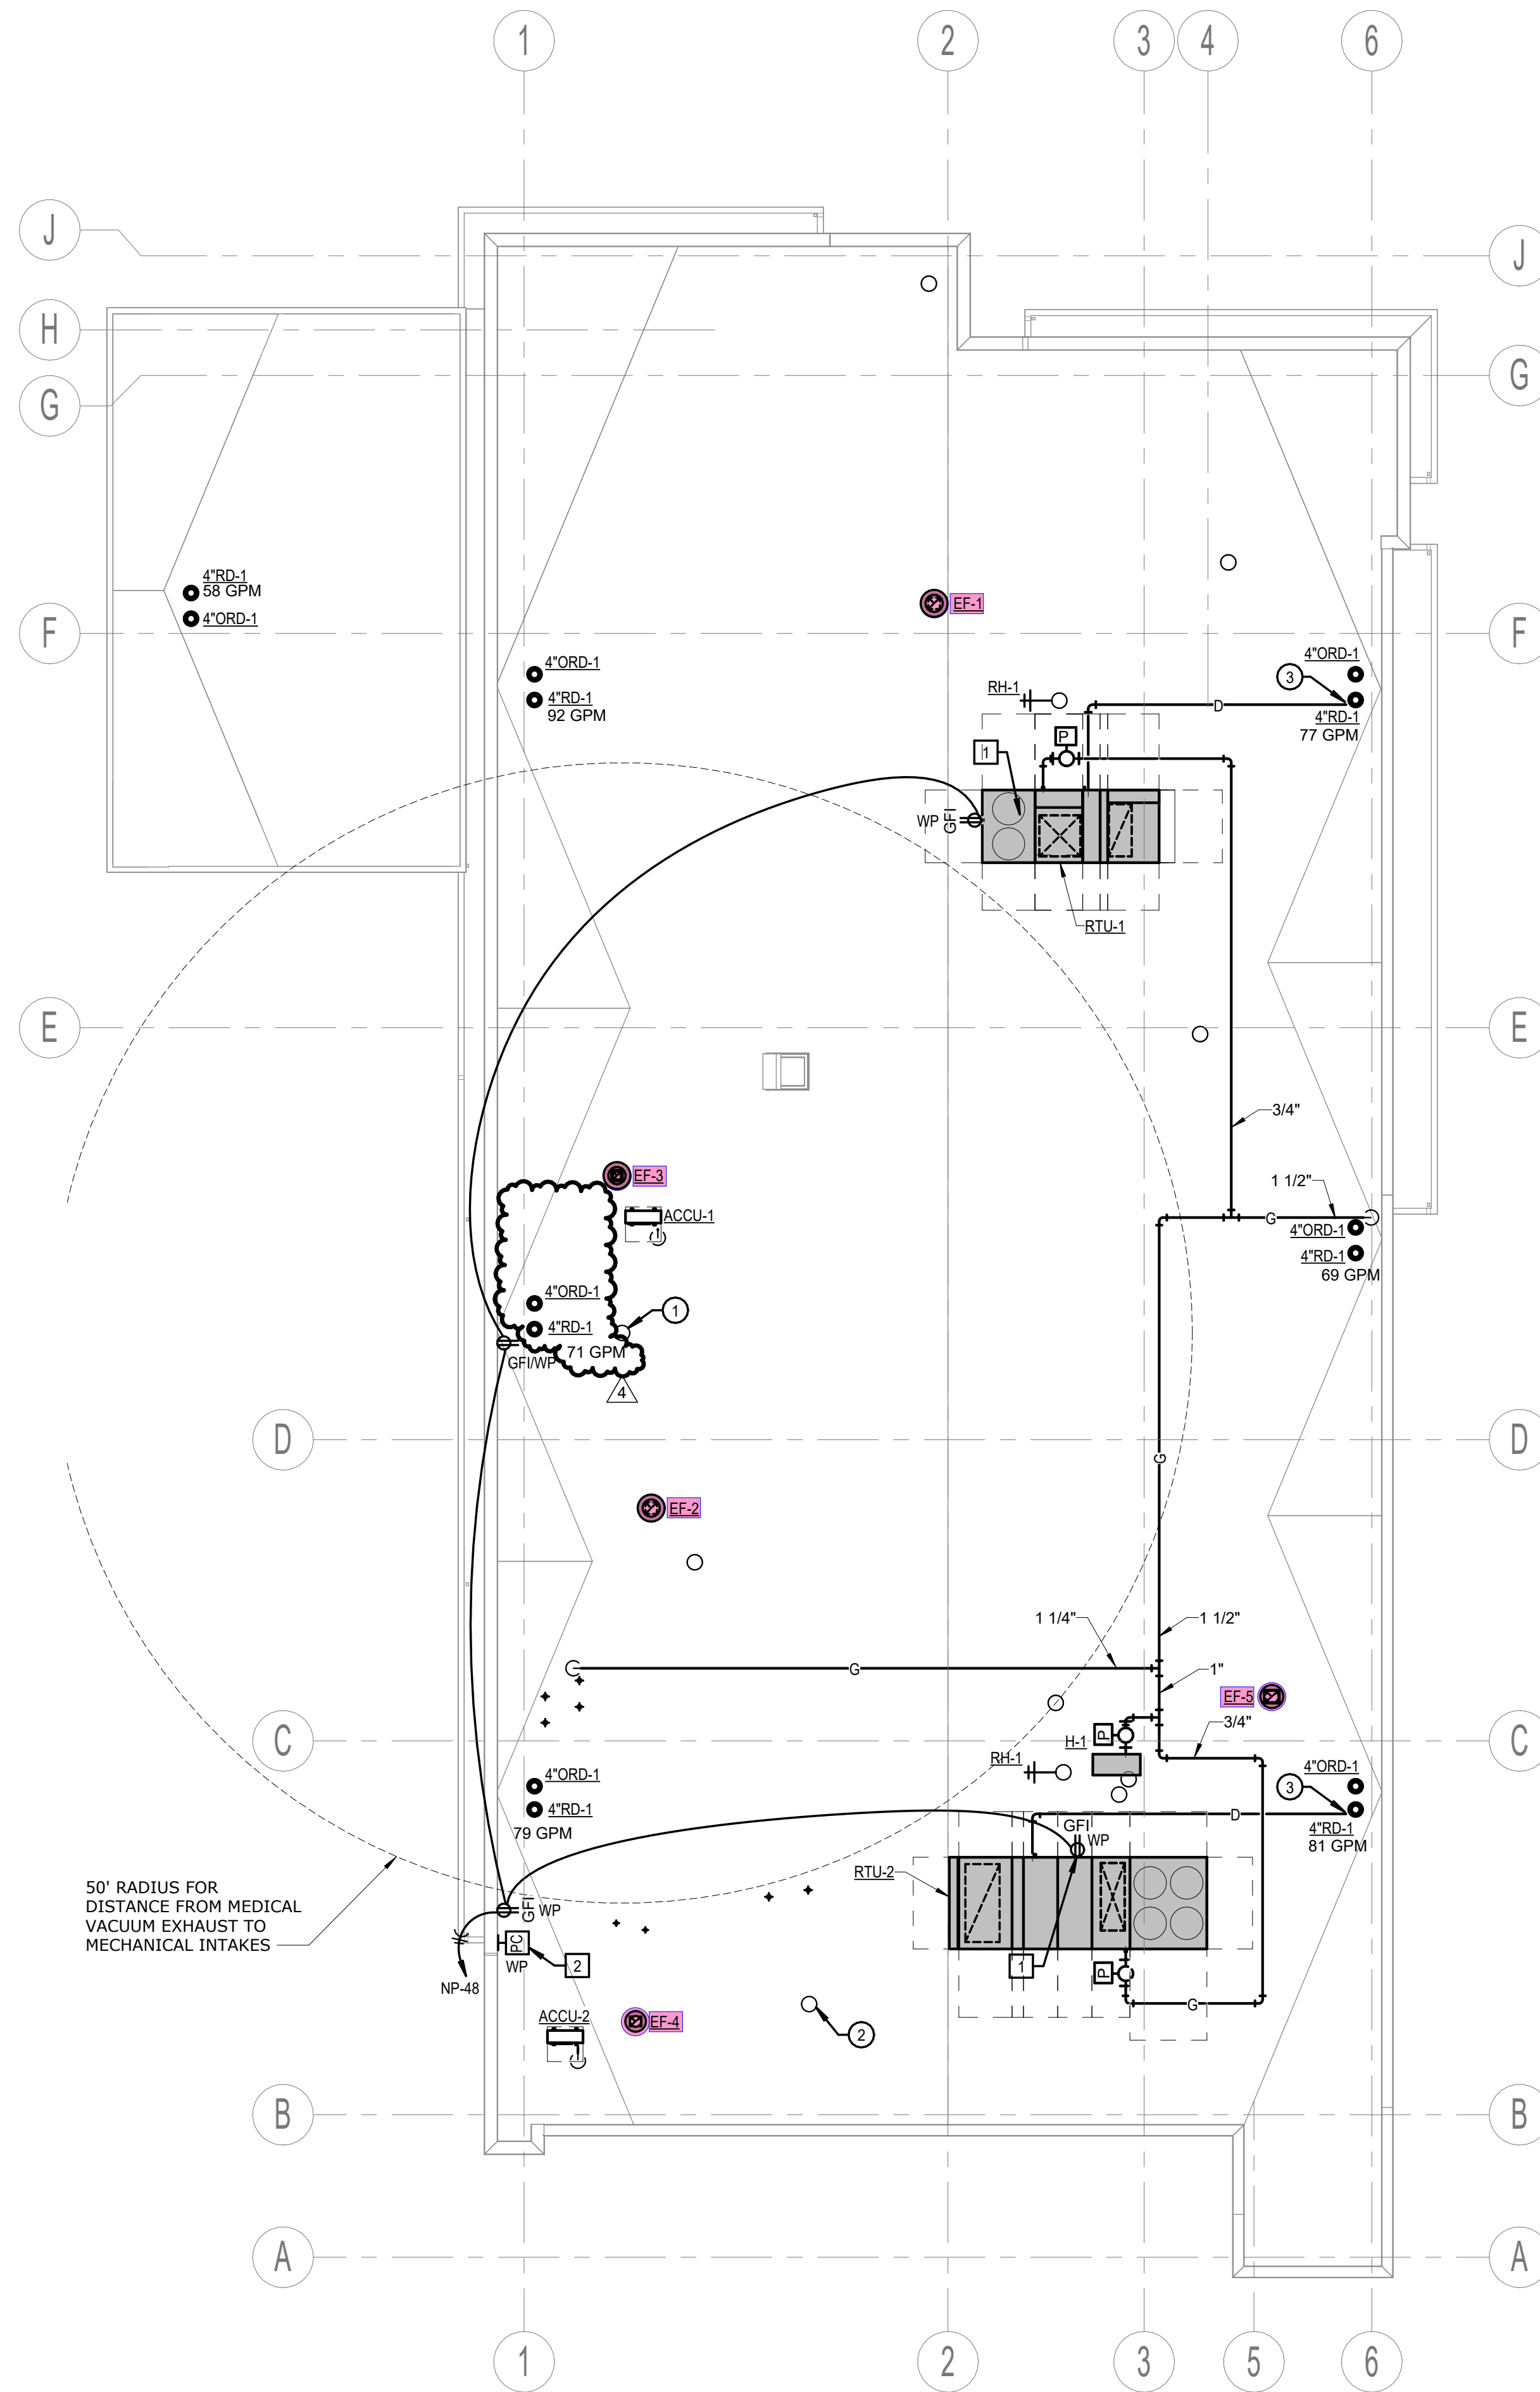 1
2
3
4
6
J
J
H
G
G
4"RD-1
58 GPM
4"ORD-1
EF-1
F
F
4"ORD-1
4"RD-1
92 GPM
RH-1
3
4"ORD-1
D
4"RD-1
77 GPM
P
1
WP
GFI
RTU-1
E
E
3/4"
EF-3
ACCU-1
1 1/2"
G
4"ORD-1
4"RD-1
69 GPM
4"ORD-1
1
4"RD-1
71 GPM
GFI/WP
4
D
D
G
EF-2
1 1/4"
1 1/2"
G
1"
EF-5
3/4"
C
C
P
H-1
RH-1
4"ORD-1
4"RD-1
79 GPM
4"ORD-1
3
D
4"RD-1
81 GPM
GFI
WP
RTU-2
50' RADIUS FOR
DISTANCE FROM MEDICAL
VACUUM EXHAUST TO
MECHANICAL INTAKES
GFI
WP
PC
WP
2
NP-48
1
P
G
ACCU-2
EF-4
2
B
B
A
A
1
2
3
5
6